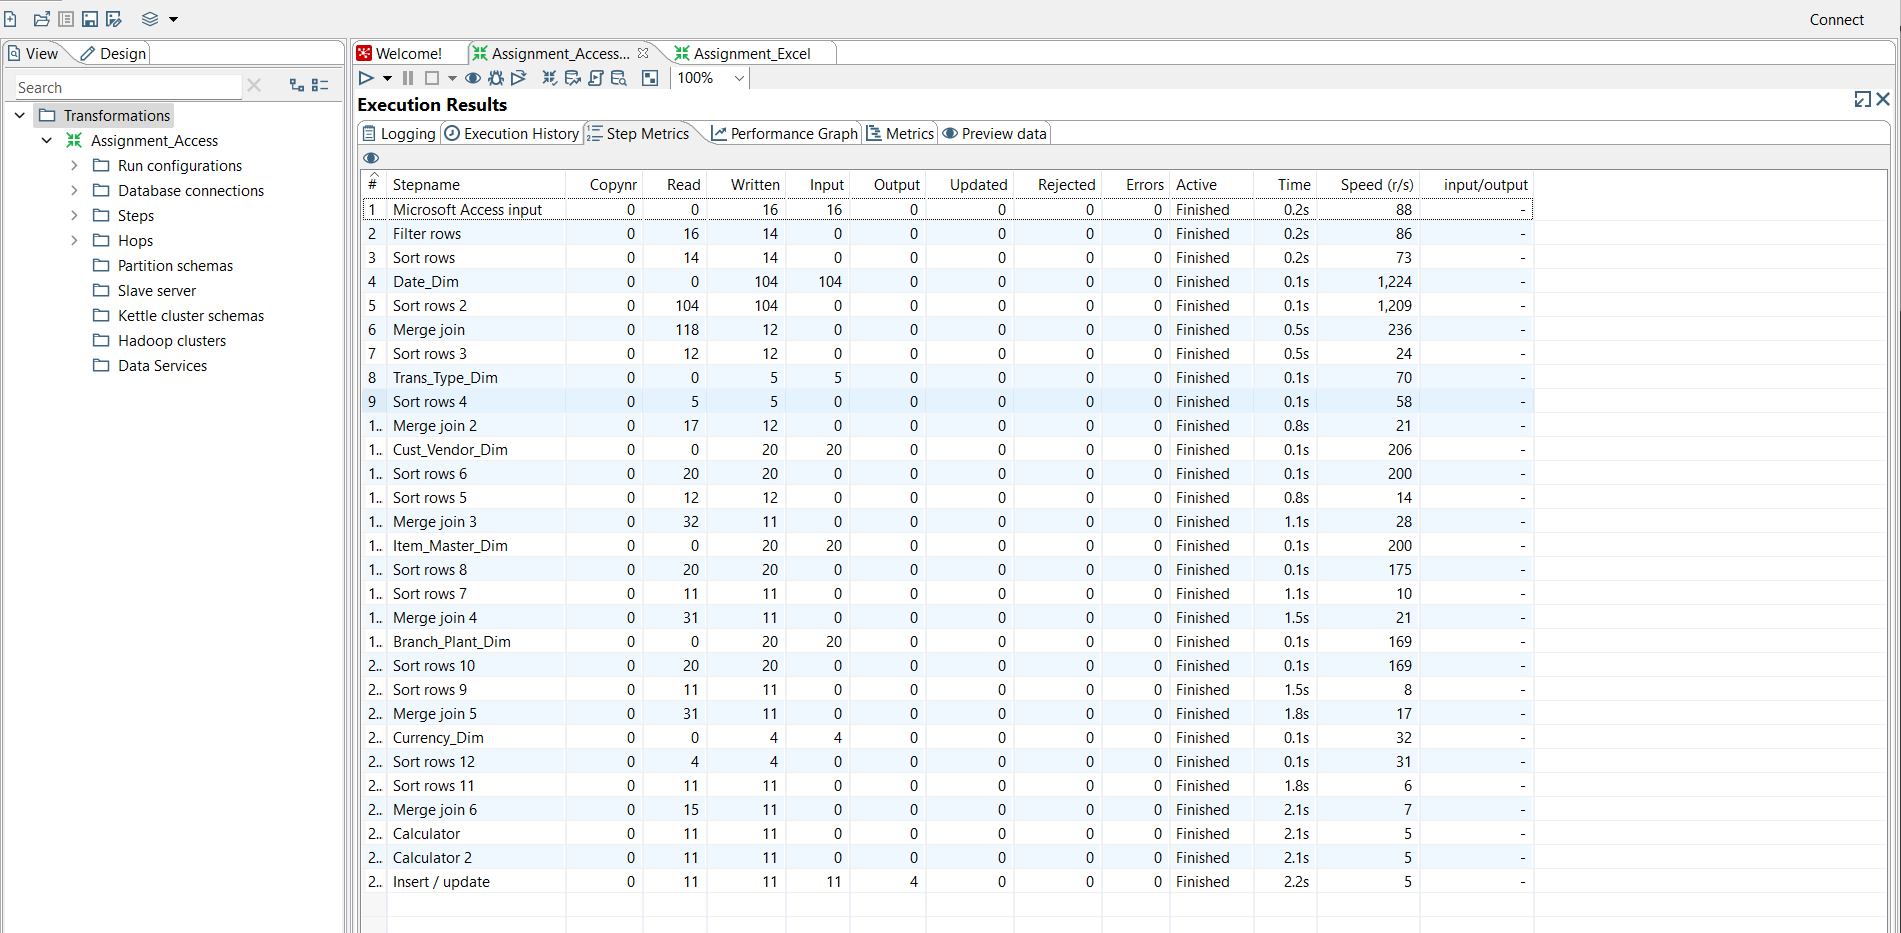 Connect
View Design
Welcome! Assignment_Access... Assignment_Excel
Search
100%
Execution Results
Transformations
Assignment_Access
Run configurations
Database connections
Steps
Hops
Partition schemas
Slave server
Kettle cluster schemas
Hadoop clusters
Data Services
Logging Execution History Step Metrics Performance Graph Metrics Preview data
# Stepname Copynr Read Written Input Output Updated Rejected Errors Active Time Speed (r/s) input/output
1 Microsoft Access input 0 0 16 16 0 0 0 0 Finished 0.2s 88 -
2 Filter rows 0 16 14 0 0 0 0 0 Finished 0.2s 86 -
3 Sort rows 0 14 14 0 0 0 0 0 Finished 0.2s 73 -
4 Date_Dim 0 0 104 104 0 0 0 0 Finished 0.1s 1,224 -
5 Sort rows 2 0 104 104 0 0 0 0 0 Finished 0.1s 1,209 -
6 Merge join 0 118 12 0 0 0 0 0 Finished 0.5s 236 -
7 Sort rows 3 0 12 12 0 0 0 0 0 Finished 0.5s 24 -
8 Trans_Type_Dim 0 0 5 5 0 0 0 0 Finished 0.1s 70 -
9 Sort rows 4 0 5 5 0 0 0 0 0 Finished 0.1s 58 -
1.. Merge join 2 0 17 12 0 0 0 0 0 Finished 0.8s 21 -
1.. Cust_Vendor_Dim 0 0 20 20 0 0 0 0 Finished 0.1s 206 -
1.. Sort rows 6 0 20 20 0 0 0 0 0 Finished 0.1s 200 -
1.. Sort rows 5 0 12 12 0 0 0 0 0 Finished 0.8s 14 -
1.. Merge join 3 0 32 11 0 0 0 0 0 Finished 1.1s 28 -
1.. Item_Master_Dim 0 0 20 20 0 0 0 0 Finished 0.1s 200 -
1.. Sort rows 8 0 20 20 0 0 0 0 0 Finished 0.1s 175 -
1.. Sort rows 7 0 11 11 0 0 0 0 0 Finished 1.1s 10 -
1.. Merge join 4 0 31 11 0 0 0 0 0 Finished 1.5s 21 -
1.. Branch_Plant_Dim 0 0 20 20 0 0 0 0 Finished 0.1s 169 -
2.. Sort rows 10 0 20 20 0 0 0 0 0 Finished 0.1s 169 -
2.. Sort rows 9 0 11 11 0 0 0 0 0 Finished 1.5s 8 -
2.. Merge join 5 0 31 11 0 0 0 0 0 Finished 1.8s 17 -
2.. Currency_Dim 0 0 4 4 0 0 0 0 Finished 0.1s 32 -
2.. Sort rows 12 0 4 4 0 0 0 0 0 Finished 0.1s 31 -
2.. Sort rows 11 0 11 11 0 0 0 0 0 Finished 1.8s 6 -
2.. Merge join 6 0 15 11 0 0 0 0 0 Finished 2.1s 7 -
2.. Calculator 0 11 11 0 0 0 0 0 Finished 2.1s 5 -
2.. Calculator 2 0 11 11 0 0 0 0 0 Finished 2.1s 5 -
2.. Insert / update 0 11 11 11 4 0 0 0 Finished 2.2s 5 -